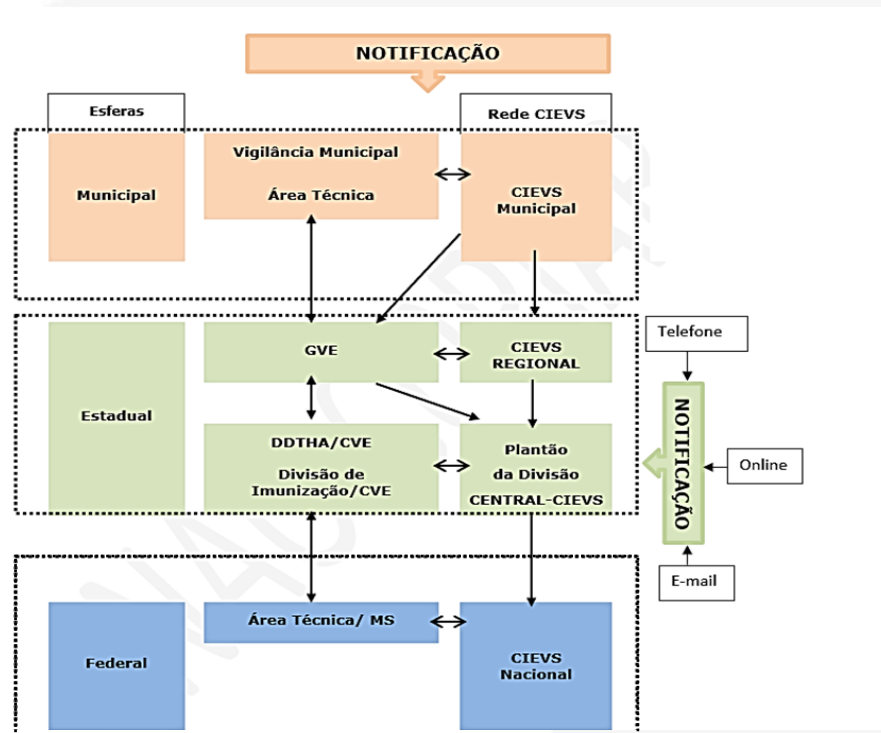 NOTIFICAÇÃO
Esferas
Rede CIEVS
Municipal
Vigilância Municipal
Área Técnica
CIEVS
Municipal
Estadual
GVE
CIEVS
REGIONAL
DDTHA/CVE
Divisão de
Imunização/CVE
Plantão
da Divisão
CENTRAL-CIEVS
Telefone
NOTIFICAÇÃO
Online
E-mail
Federal
Área Técnica/ MS
CIEVS
Nacional